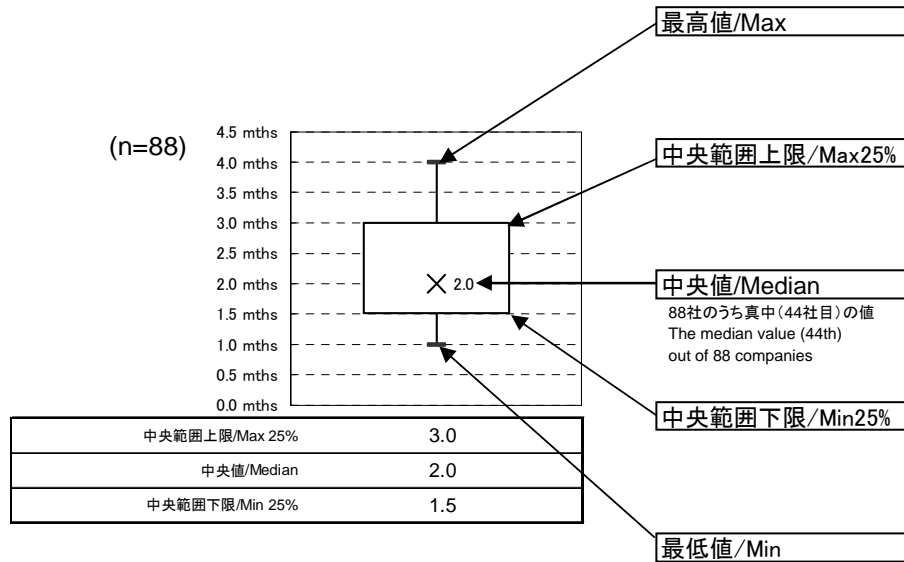 最高値/Max
(n=88)
4.5 mths
4.0 mths
3.5 mths
3.0 mths
2.5 mths
2.0 mths
1.5 mths
1.0 mths
0.5 mths
0.0 mths
2.0
中央範囲上限/Max25%
中央値/Median
88社のうち真中(44社目)の値
The median value (44th)
out of 88 companies
中央範囲下限/Min25%
最低値/Min
中央範囲上限/Max 25% 3.0
中央値/Median 2.0
中央範囲下限/Min 25% 1.5